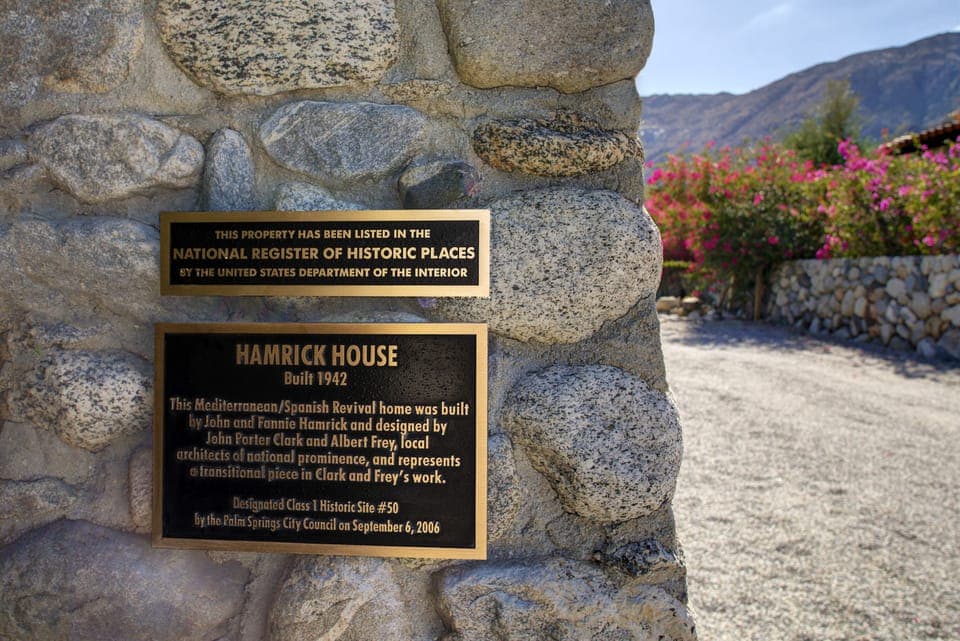 THIS PROPERTY HAS BEEN LISTED IN THE
NATIONAL REGISTER OF HISTORIC PLACES
BY THE UNITED STATES DEPARTMENT OF THE INTERIOR
HAMRICK HOUSE
Built 1942
This Mediterranean/Spanish Revival home was built
by John and Fannie Hamrick and designed by
John Porter Clark and Albert Frey, local
architects of national prominence, and represents
a transitional piece in Clark and Frey's work.
Designated Class 1 Historic Site #50
by the Palm Springs City Council on September 6, 2006